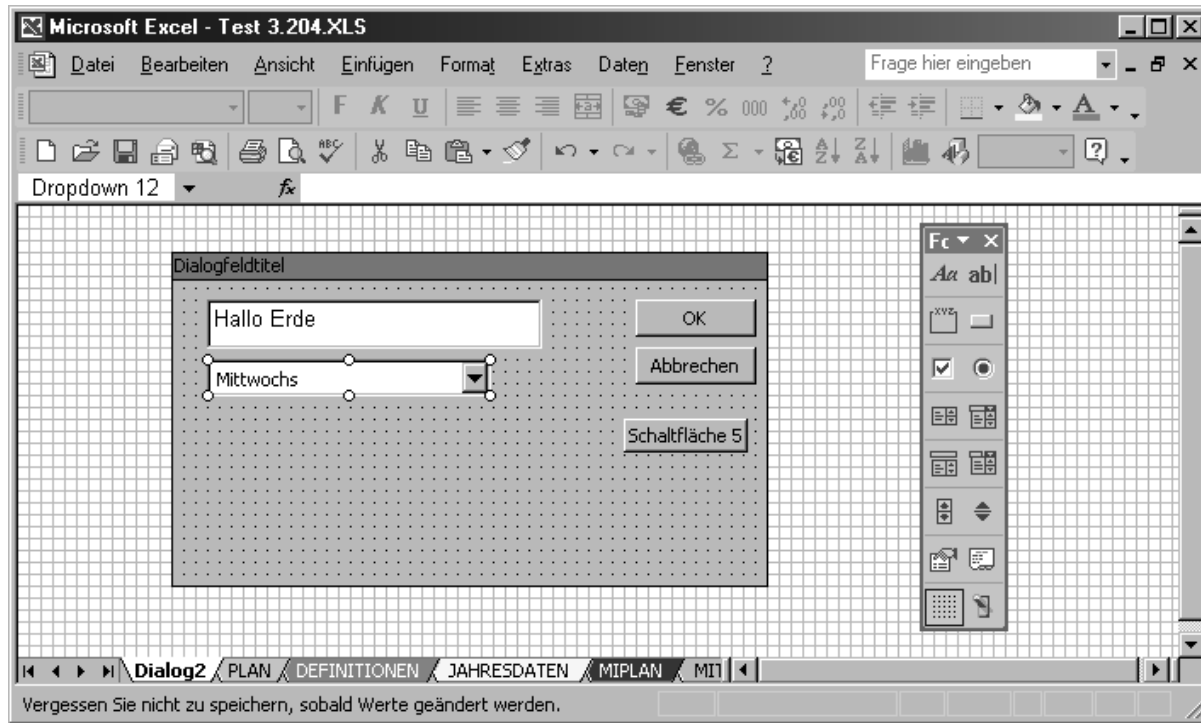 Microsoft Excel - Test 3.204.XLS
Datei Bearbeiten Ansicht Einfügen Format Extras Daten Fenster ? Frage hier eingeben
F K U € % 000
ABC Σ A Z Z A
Dropdown 12 fx
Fc
Dialogfeldtitel
Aa ab|
Hallo Erde OK
XYZ
Mittwochs Abbrechen
Schaltfläche 5
Dialog2 PLAN DEFINITIONEN JAHRESDATEN MIPLAN
Vergessen Sie nicht zu speichern, sobald Werte geändert werden.